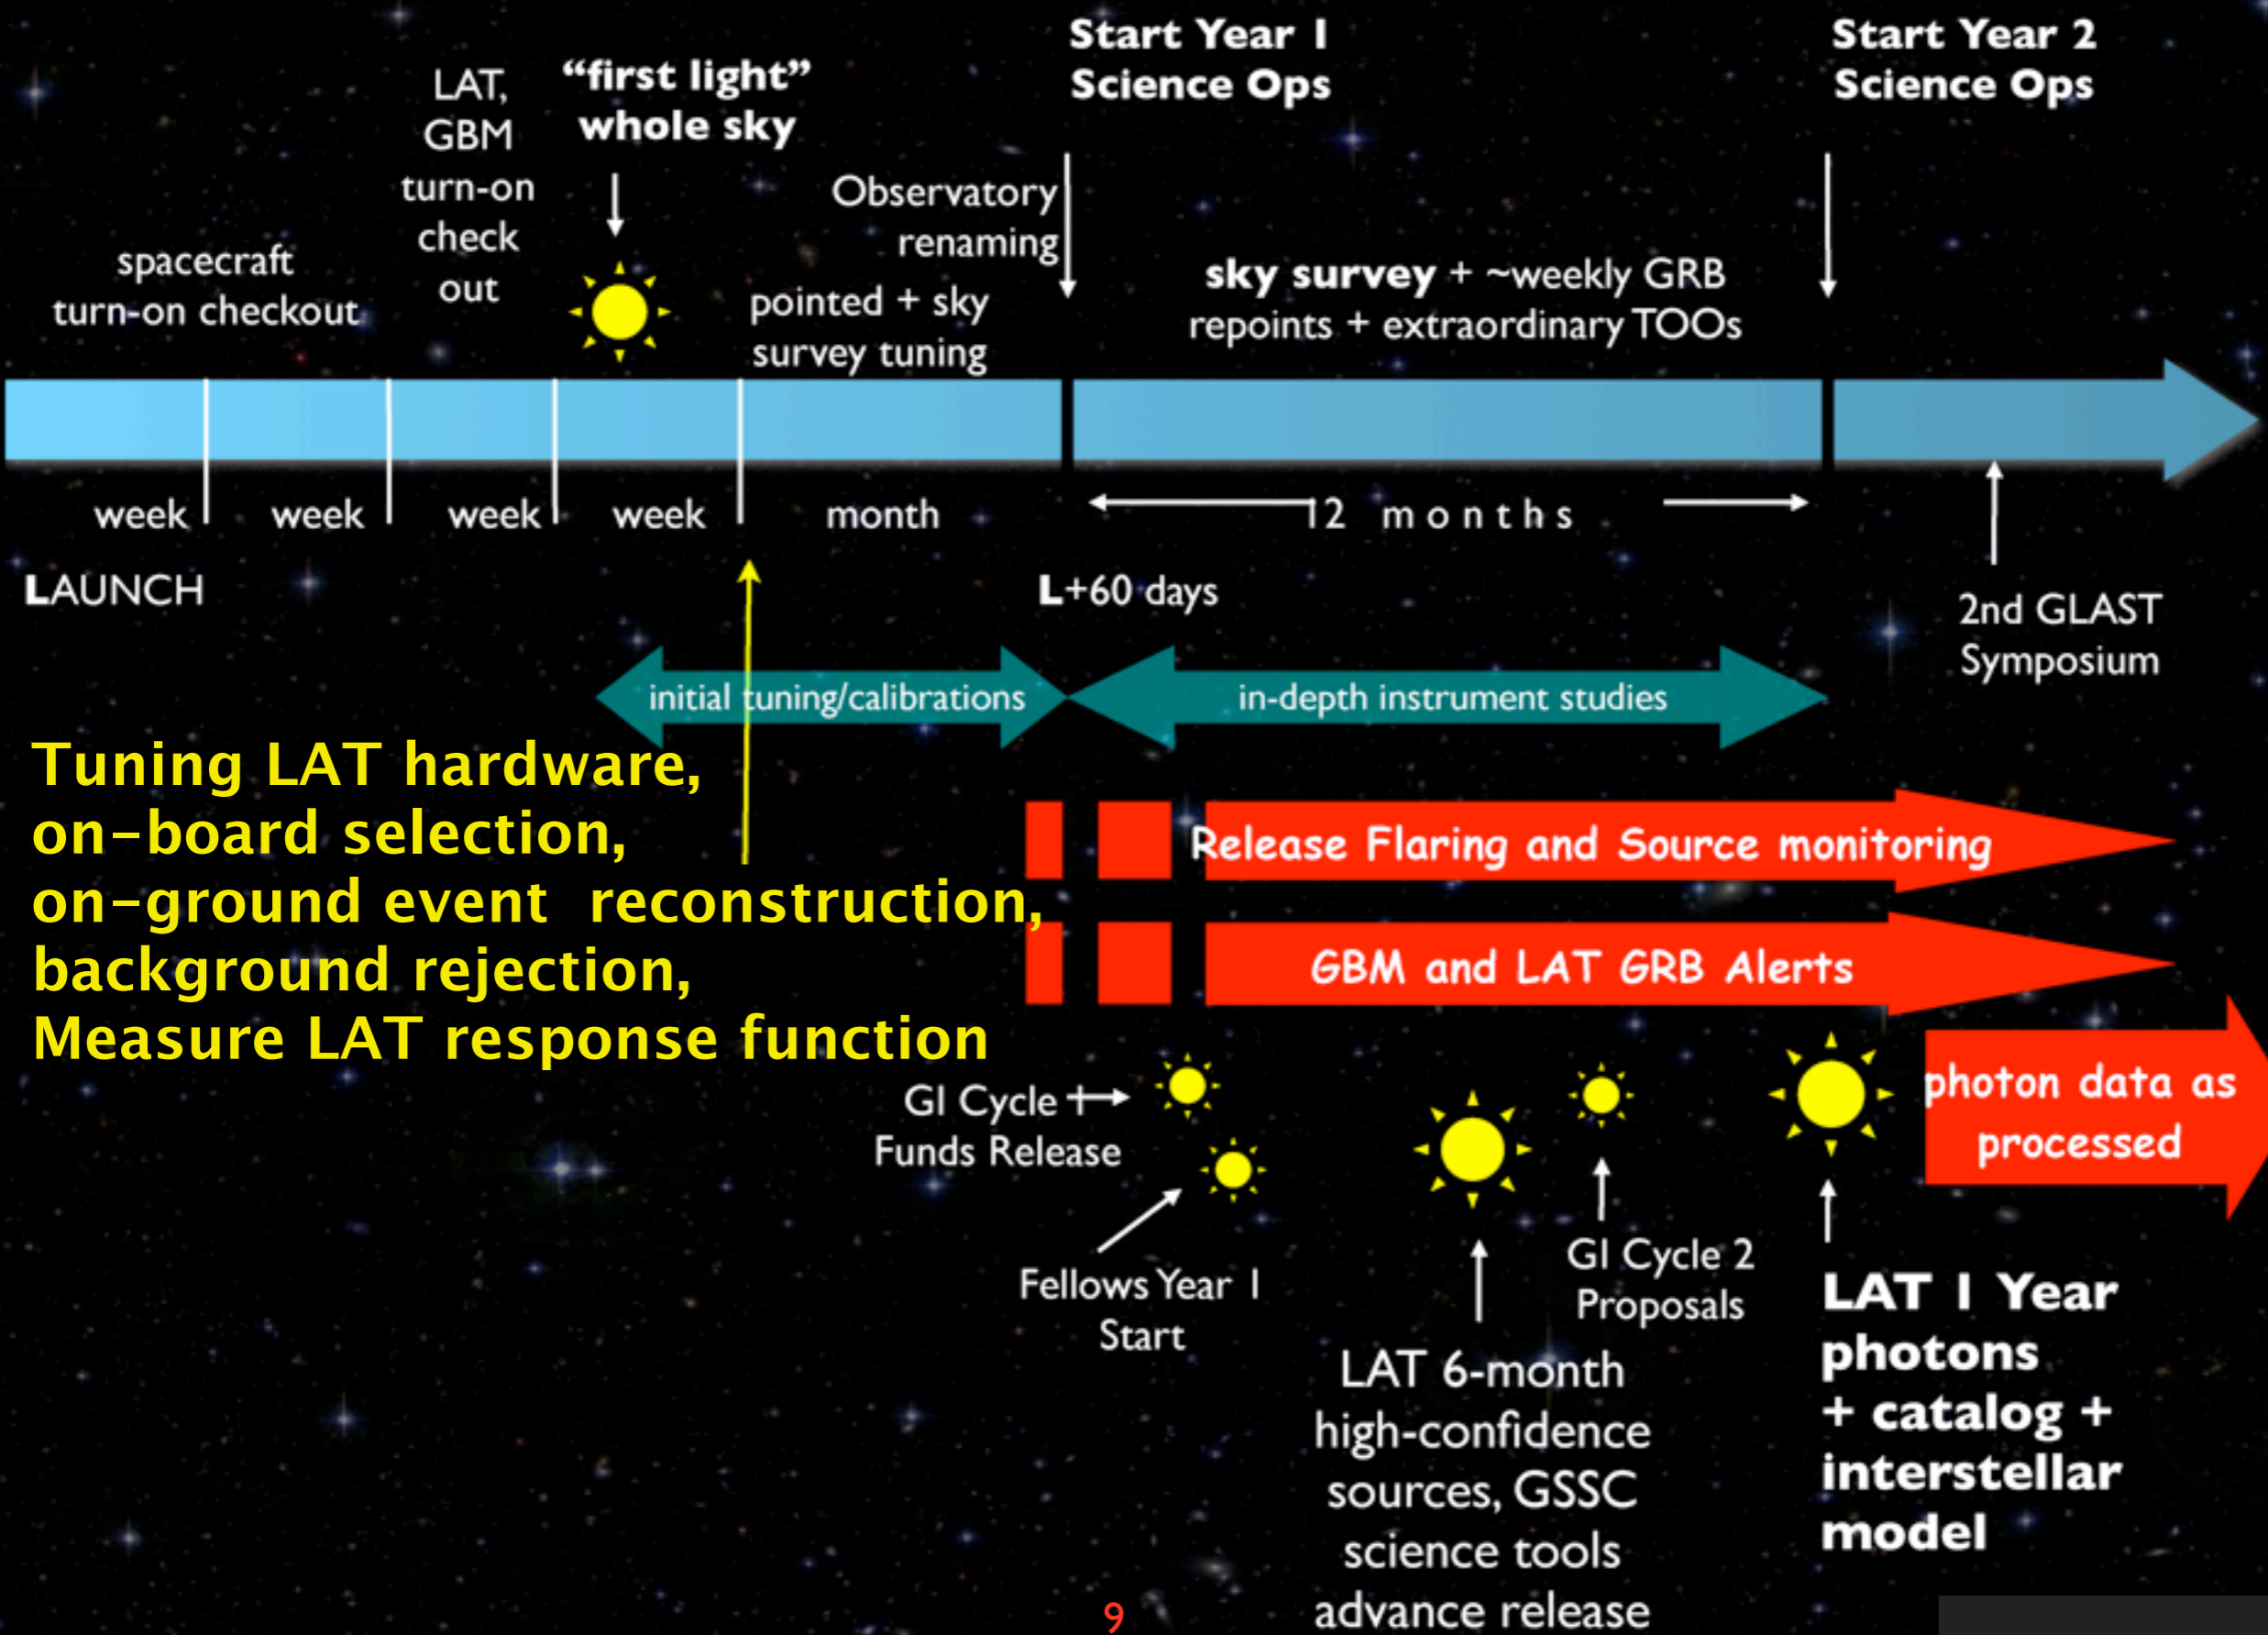 Start Year 1
Science Ops
Start Year 2
Science Ops
"first light"
whole sky
LAT,
GBM
turn-on
check
out
Observatory
renaming
spacecraft
turn-on checkout
pointed + sky
survey tuning
sky survey + ~weekly GRB
repoints + extraordinary TOOs
week
week
week
week
month
12 months
LAUNCH
L+60 days
2nd GLAST
Symposium
initial tuning/calibrations
in-depth instrument studies
Tuning LAT hardware,
on-board selection,
on-ground event reconstruction,
background rejection,
Measure LAT response function
Release Flaring and Source monitoring
GBM and LAT GRB Alerts
photon data as
processed
GI Cycle 1
Funds Release
Fellows Year 1
Start
GI Cycle 2
Proposals
LAT 6-month
high-confidence
sources, GSSC
science tools
advance release
LAT 1 Year
photons
+ catalog +
interstellar
model
9